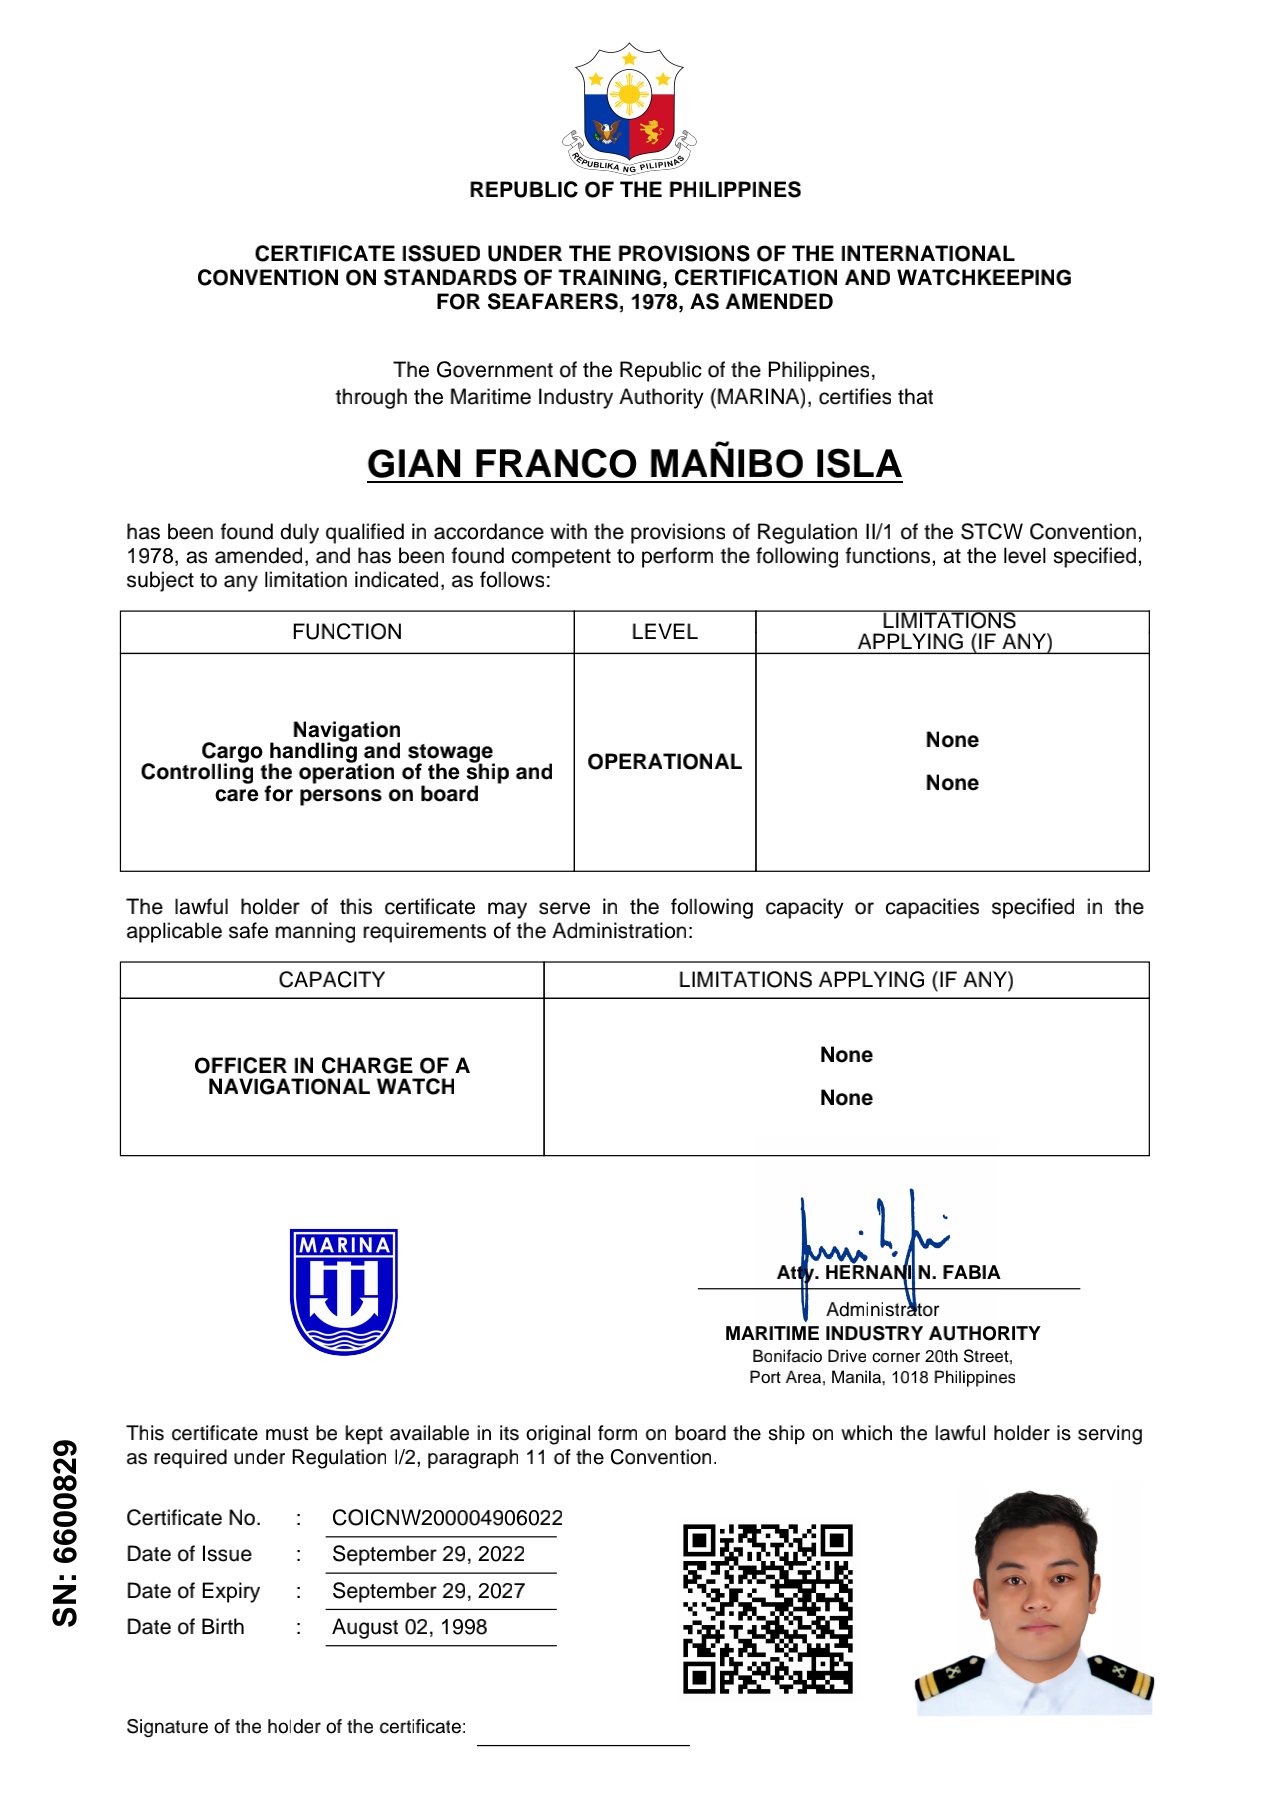 REPUBLIKA NG PILIPINAS
REPUBLIC OF THE PHILIPPINES
CERTIFICATE ISSUED UNDER THE PROVISIONS OF THE INTERNATIONAL
CONVENTION ON STANDARDS OF TRAINING, CERTIFICATION AND WATCHKEEPING
FOR SEAFARERS, 1978, AS AMENDED
The Government of the Republic of the Philippines,
through the Maritime Industry Authority (MARINA), certifies that
GIAN FRANCO MAÑIBO ISLA
has been found duly qualified in accordance with the provisions of Regulation II/1 of the STCW Convention,
1978, as amended, and has been found competent to perform the following functions, at the level specified,
subject to any limitation indicated, as follows:
FUNCTION
LEVEL
LIMITATIONS
APPLYING (IF ANY)
Navigation
Cargo handling and stowage
Controlling the operation of the ship and
care for persons on board
OPERATIONAL
None
None
The lawful holder of this certificate may serve in the following capacity or capacities specified in the
applicable safe manning requirements of the Administration:
CAPACITY
LIMITATIONS APPLYING (IF ANY)
OFFICER IN CHARGE OF A
NAVIGATIONAL WATCH
None
None
MARINA
Atty. HERNANI N. FABIA
Administrator
MARITIME INDUSTRY AUTHORITY
Bonifacio Drive corner 20th Street,
Port Area, Manila, 1018 Philippines
This certificate must be kept available in its original form on board the ship on which the lawful holder is serving
as required under Regulation I/2, paragraph 11 of the Convention.
SN: 6600829
Certificate No. : COICNW200004906022
Date of Issue : September 29, 2022
Date of Expiry : September 29, 2027
Date of Birth : August 02, 1998
Signature of the holder of the certificate: